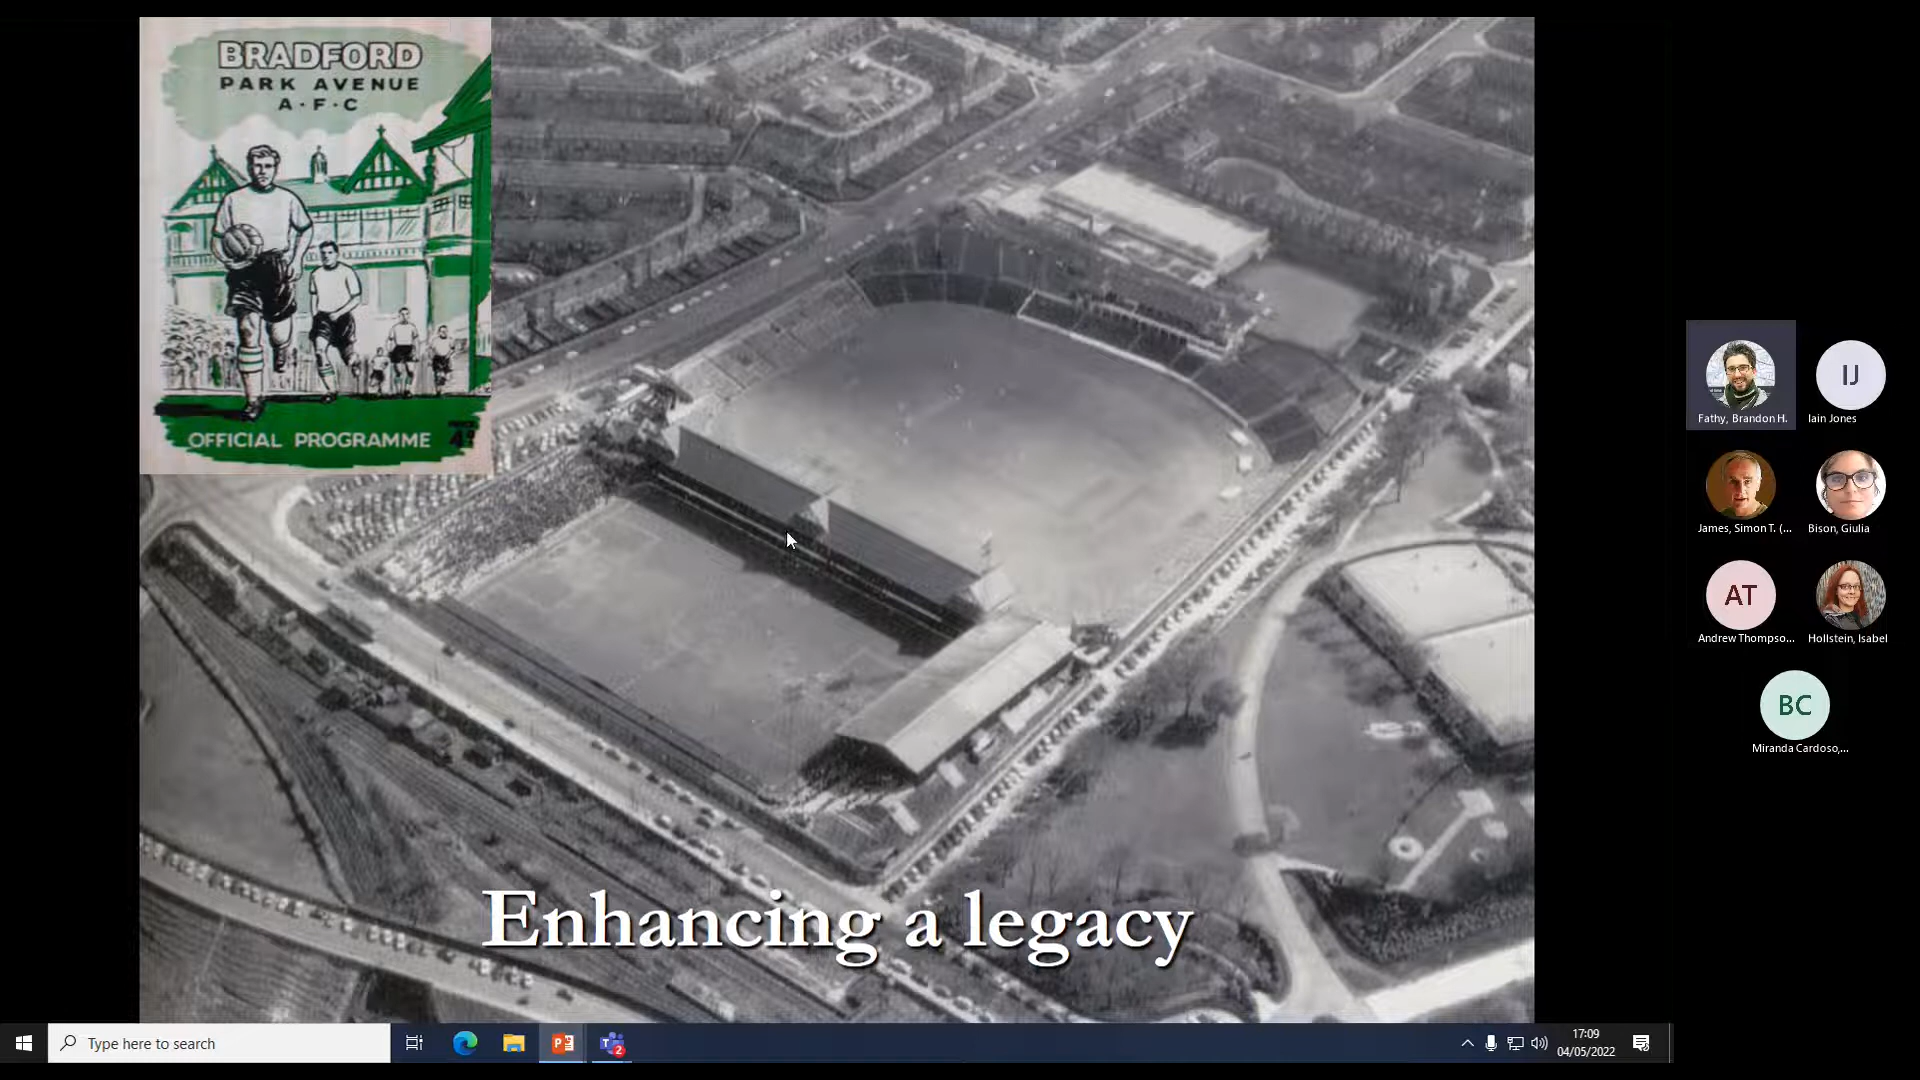 BRADFORD
PARK AVENUE
A·F·C
OFFICIAL PROGRAMME
Enhancing a legacy
Fathy, Brandon H.
IJ
Iain Jones
James, Simon T. (...
Bison, Giulia
AT
Andrew Thompso...
Hollstein, Isabel
BC
Miranda Cardoso,...
Type here to search
2
17:09
04/05/2022